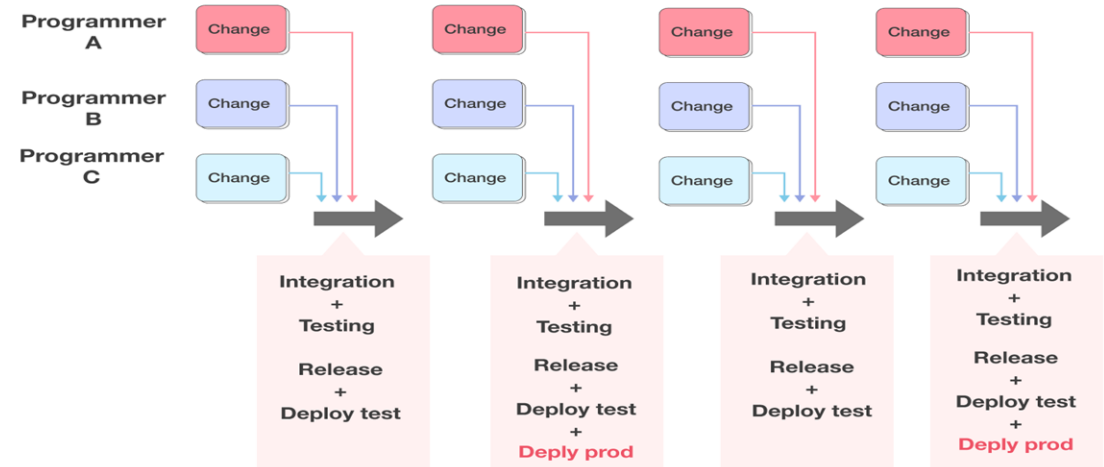 Programmer
A
Change
Change
Change
Change
Programmer
B
Change
Change
Change
Change
Programmer
C
Change
Change
Change
Change
Integration
+
Testing
Release
+
Deploy test
Integration
+
Testing
Release
+
Deploy test
+
Deply prod
Integration
+
Testing
Release
+
Deploy test
Integration
+
Testing
Release
+
Deploy test
+
Deply prod